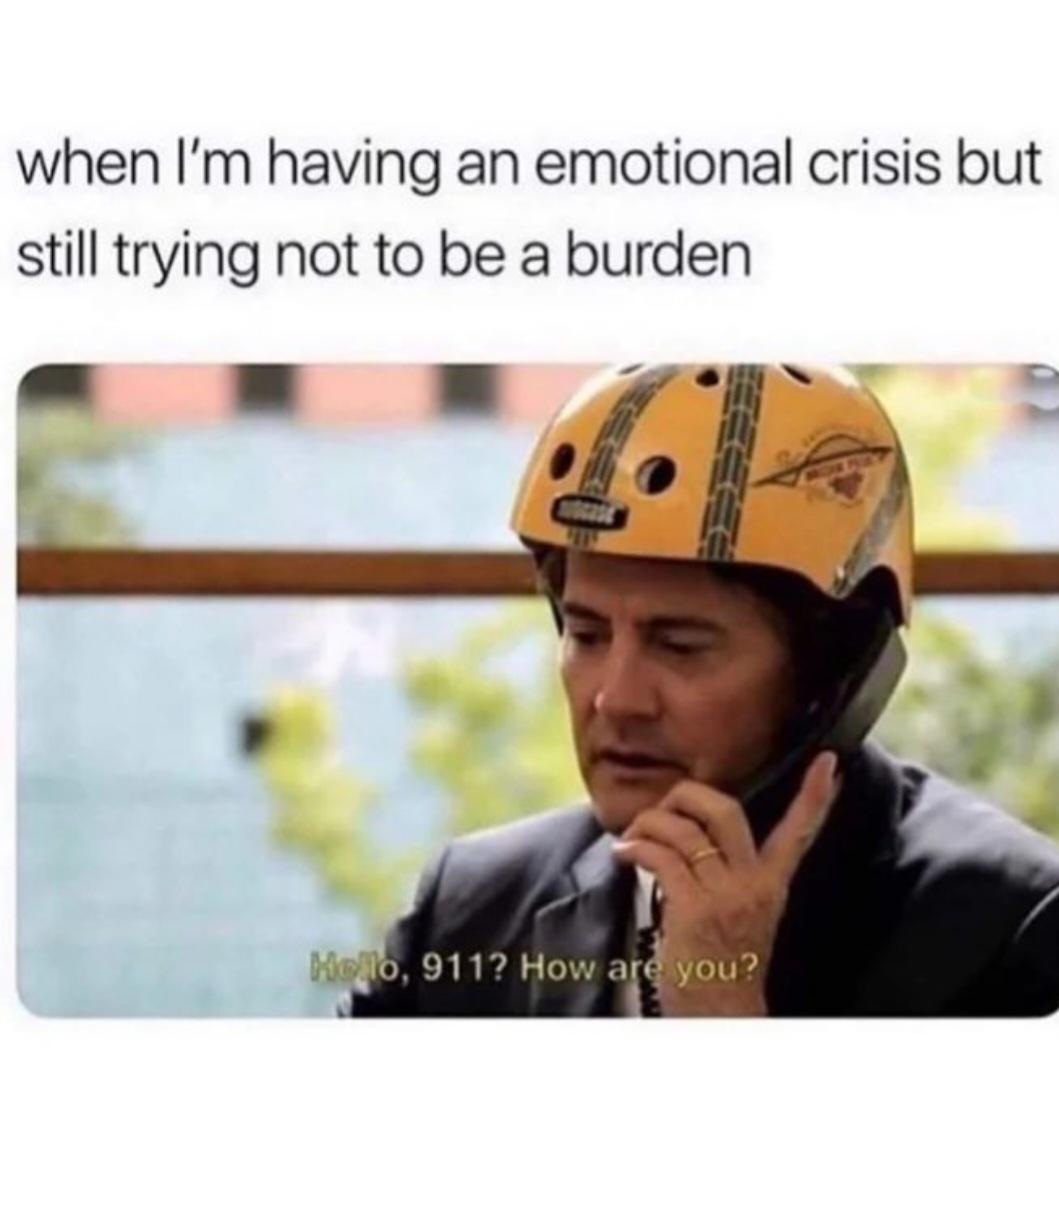 when I'm having an emotional crisis but
still trying not to be a burden
Hello, 911? How are you?